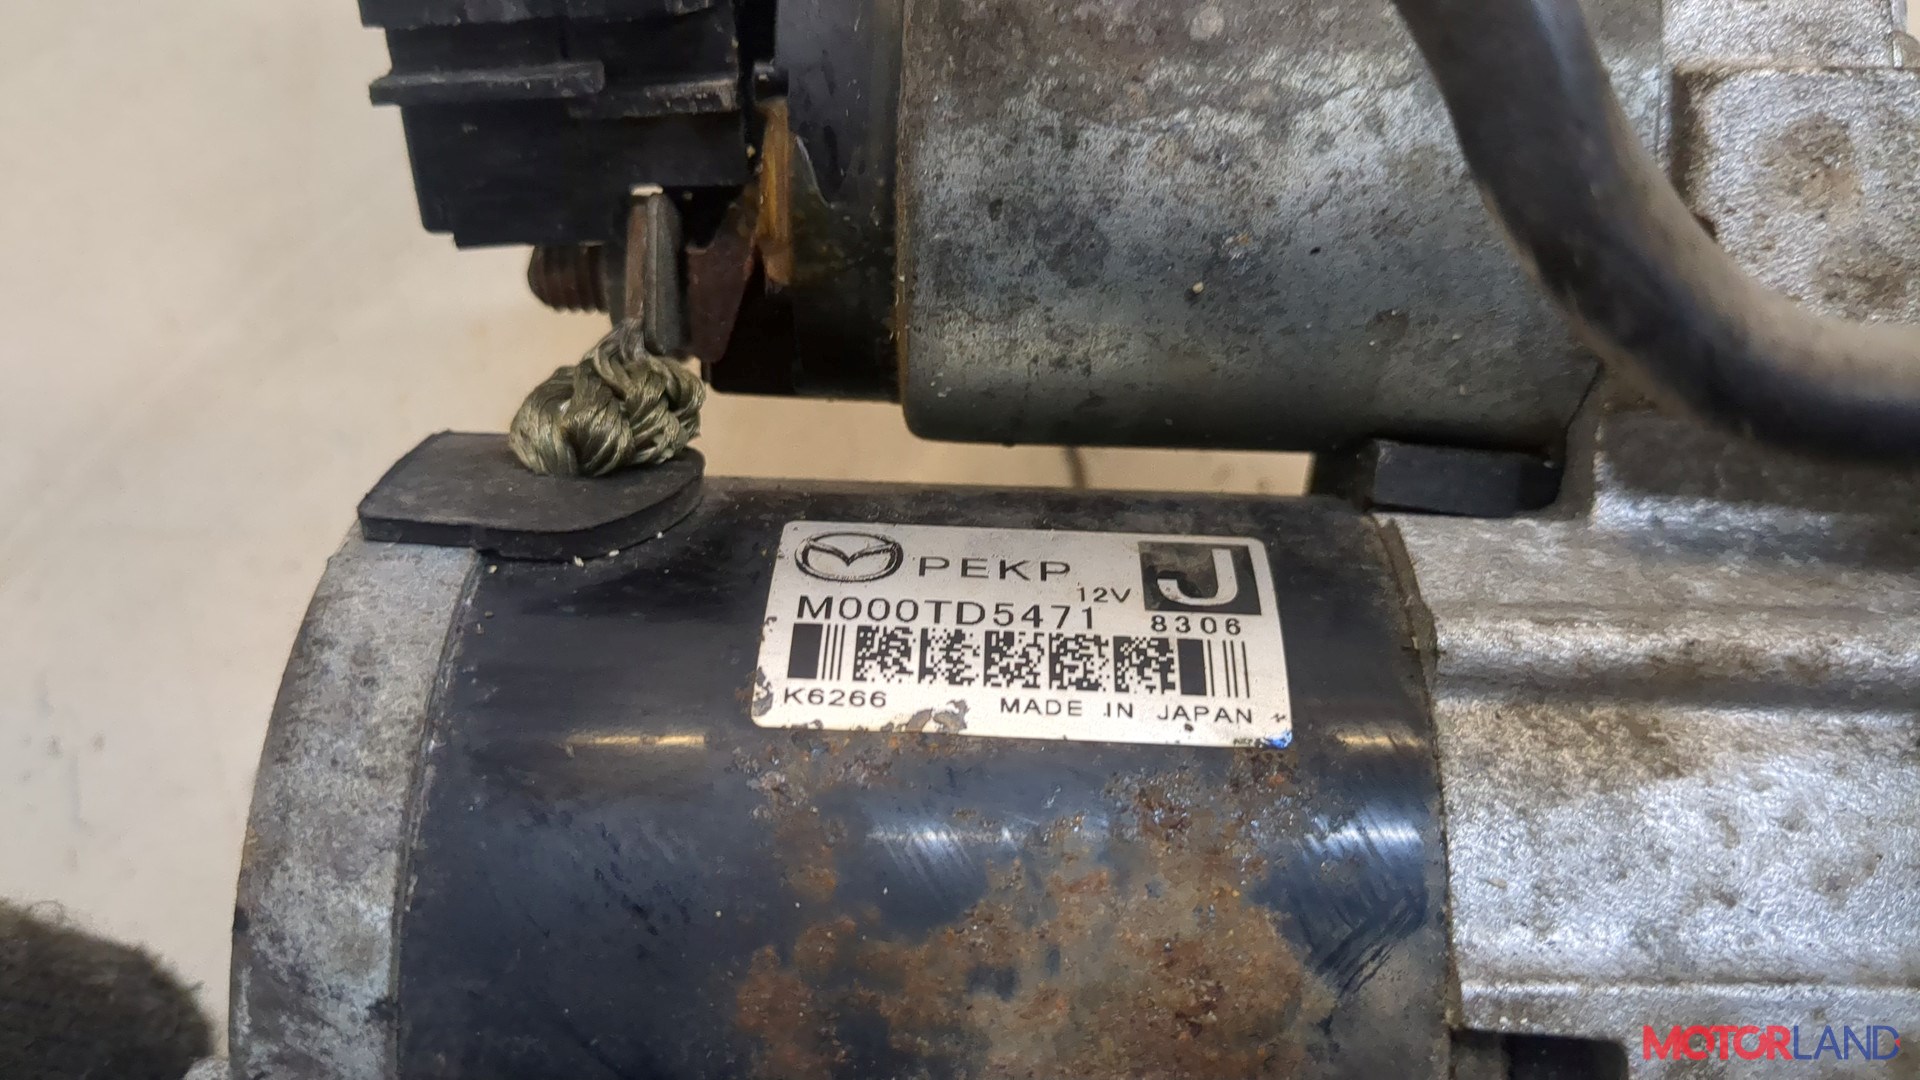 PEKP
12V
J
M000TD5471
8306
K6266
MADE IN JAPAN
MOTORLAND